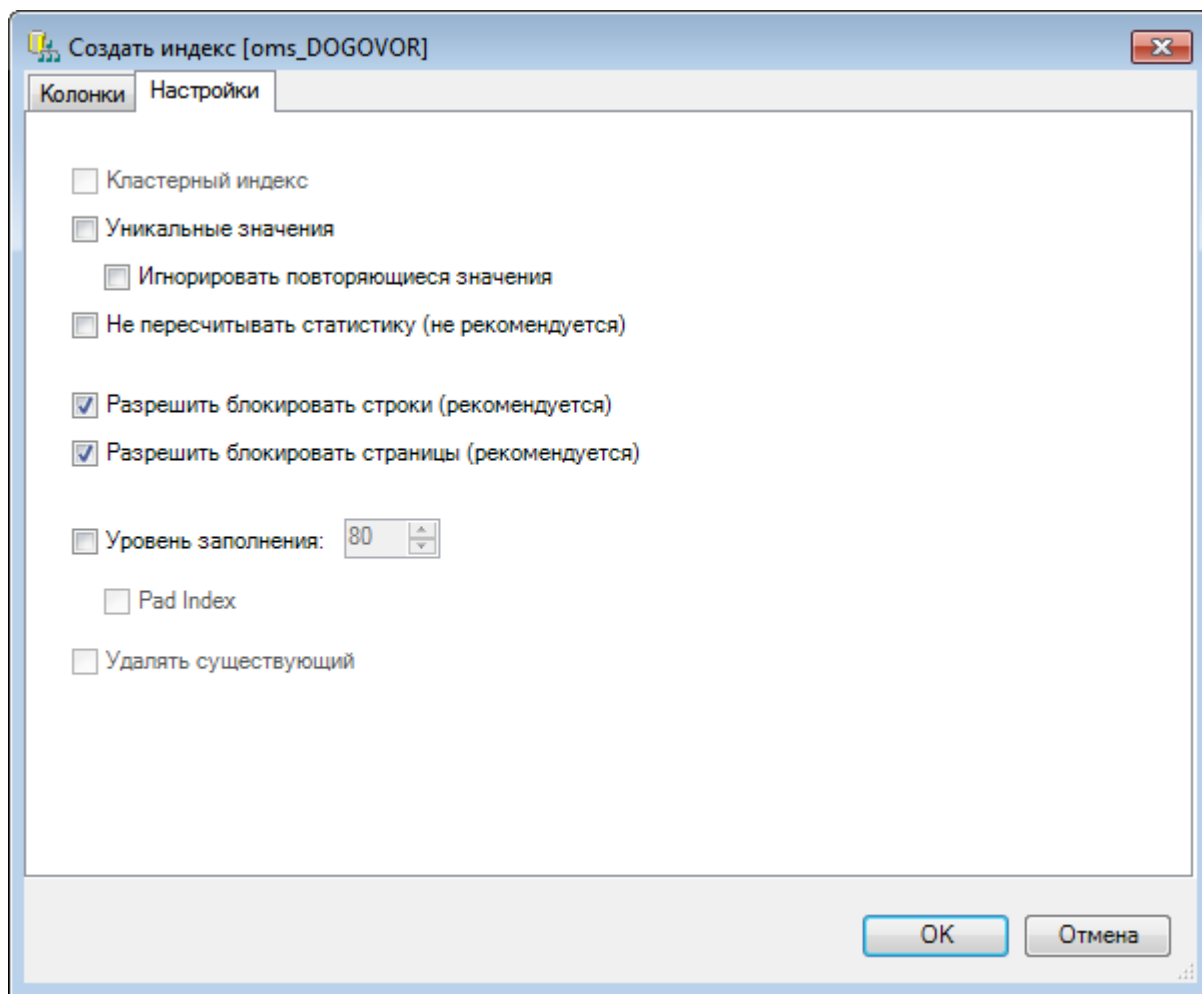 Создать индекс [oms_DOGOVOR]
Колонки Настройки
Кластерный индекс
Уникальные значения
Игнорировать повторяющиеся значения
Не пересчитывать статистику (не рекомендуется)
Разрешить блокировать строки (рекомендуется)
Разрешить блокировать страницы (рекомендуется)
Уровень заполнения: 80
Pad Index
Удалять существующий
OK Отмена